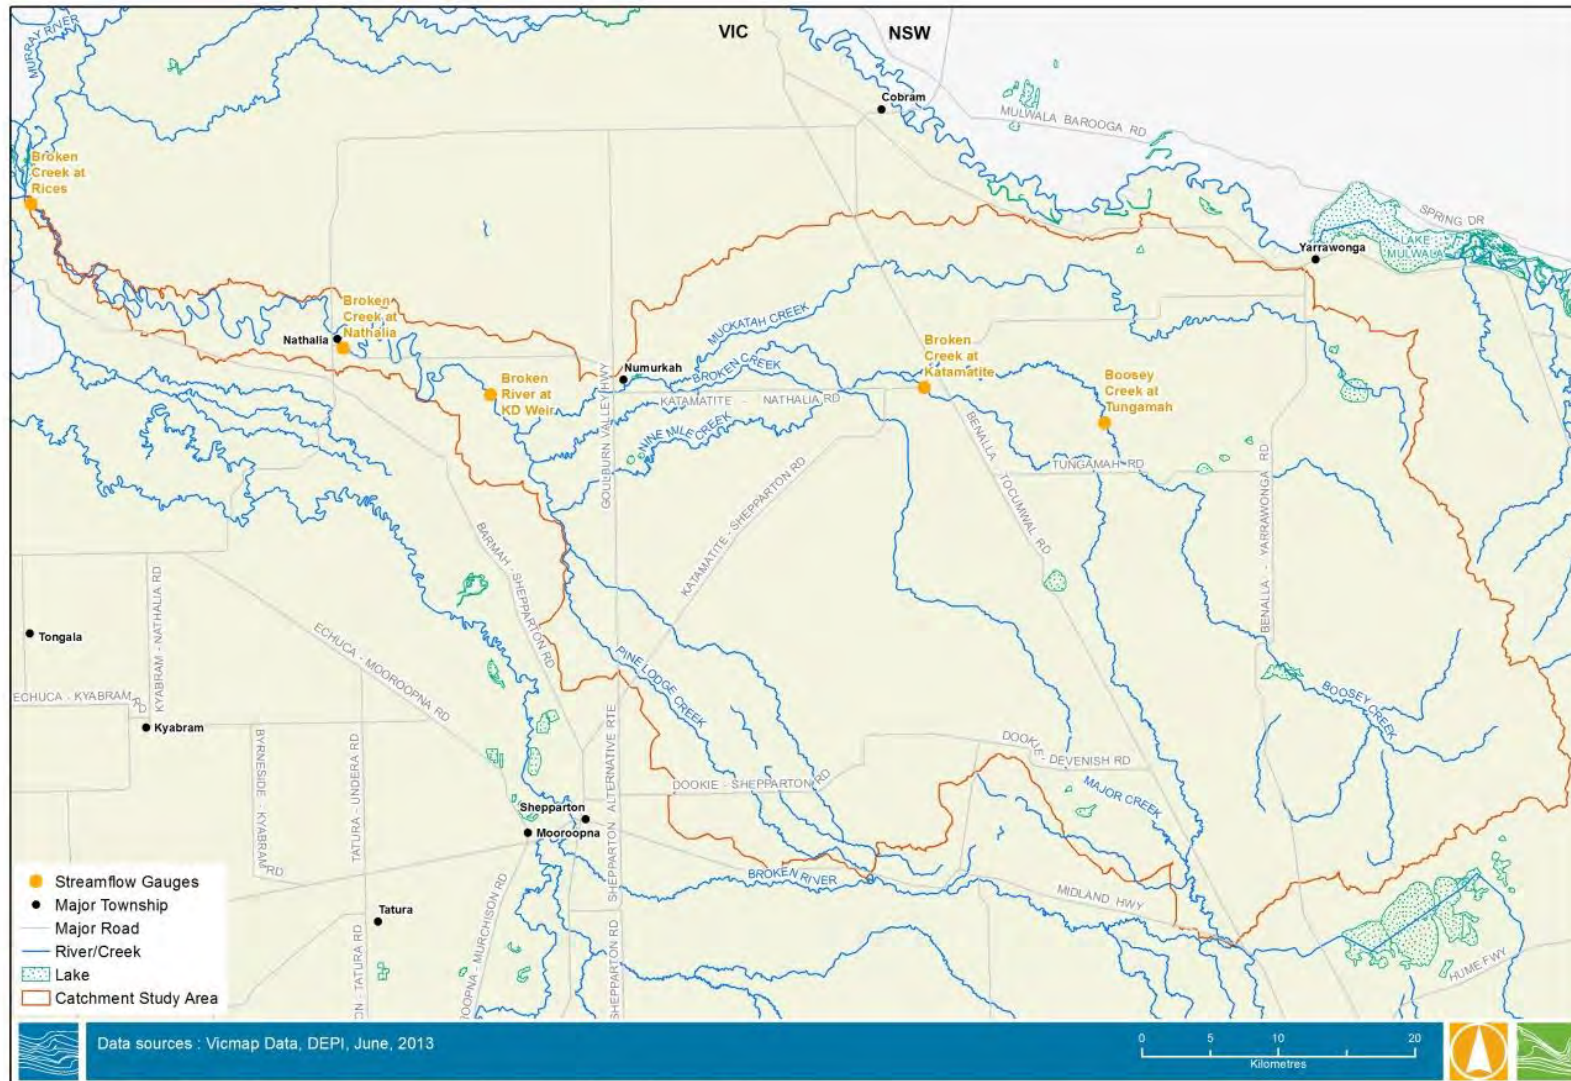 VIC
NSW
MURRAY RIVER
Cobram
MULWALA BAROOGA RD
Broken
Creek at
Rices
SPRING DR
Yarrawonga
LAKE
MULWALA
Broken
Creek at
Nathalia
Nathalia
MUCKATAH CREEK
Numurkah
BROKEN CREEK
Broken
Creek at
Katamatite
Broken
River at
KD Weir
KATAMATITE - NATHALIA RD
Boosey
Creek at
Tungamah
GOULBURN VALLEY HWY
NINE MILE CREEK
TUNGAMAH RD
BENALLA - TOCUMWAL RD
BENALLA - YARRAWONGA RD
KATAMATITE - SHEPPARTON RD
BARMAH - SHEPPARTON RD
Tongala
KYABRAM - NATHALIA RD
ECHUCA - MOOROOPNA RD
PINE LODGE CREEK
ECHUCA - KYABRAM RD
Kyabram
BOOSEY CREEK
BYRNESIDE - KYABRAM RD
TATURA - UNDERA RD
SHEPPARTON ALTERNATIVE RTE
DOOKIE - DEVENISH RD
DOOKIE - SHEPPARTON RD
MAJOR CREEK
Shepparton
Mooroopna
BROKEN RIVER
MIDLAND HWY
Tatura
ON - TATURA RD
ROOPNA - MURCHISON RD
SHEPPARTON RD
HUME FWY
Streamflow Gauges
Major Township
Major Road
River/Creek
Lake
Catchment Study Area
Data sources : Vicmap Data, DEPI, June, 2013
0 5 10 20
Kilometres